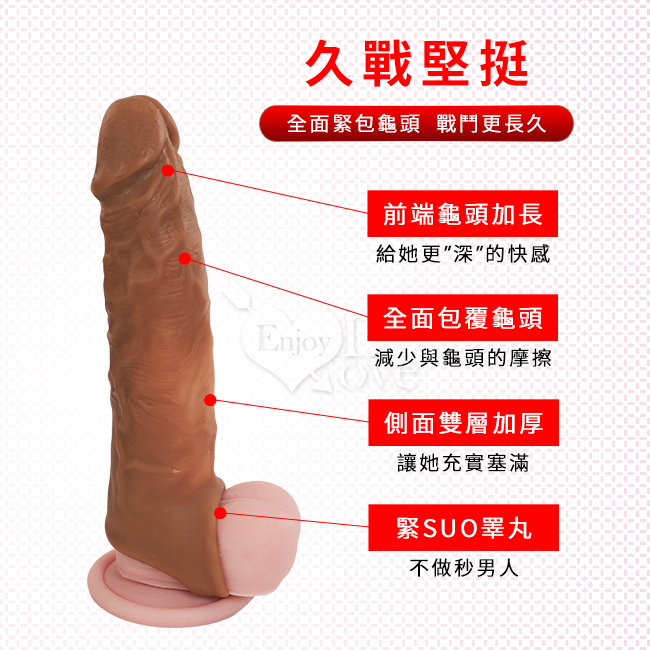 久戰堅挺
全面緊包龜頭 戰鬥更長久
前端龜頭加長
給她更"深"的快感
全面包覆龜頭
減少與龜頭的摩擦
Enjoy
Love
側面雙層加厚
讓她充實塞滿
緊SUO睪丸
不做秒男人